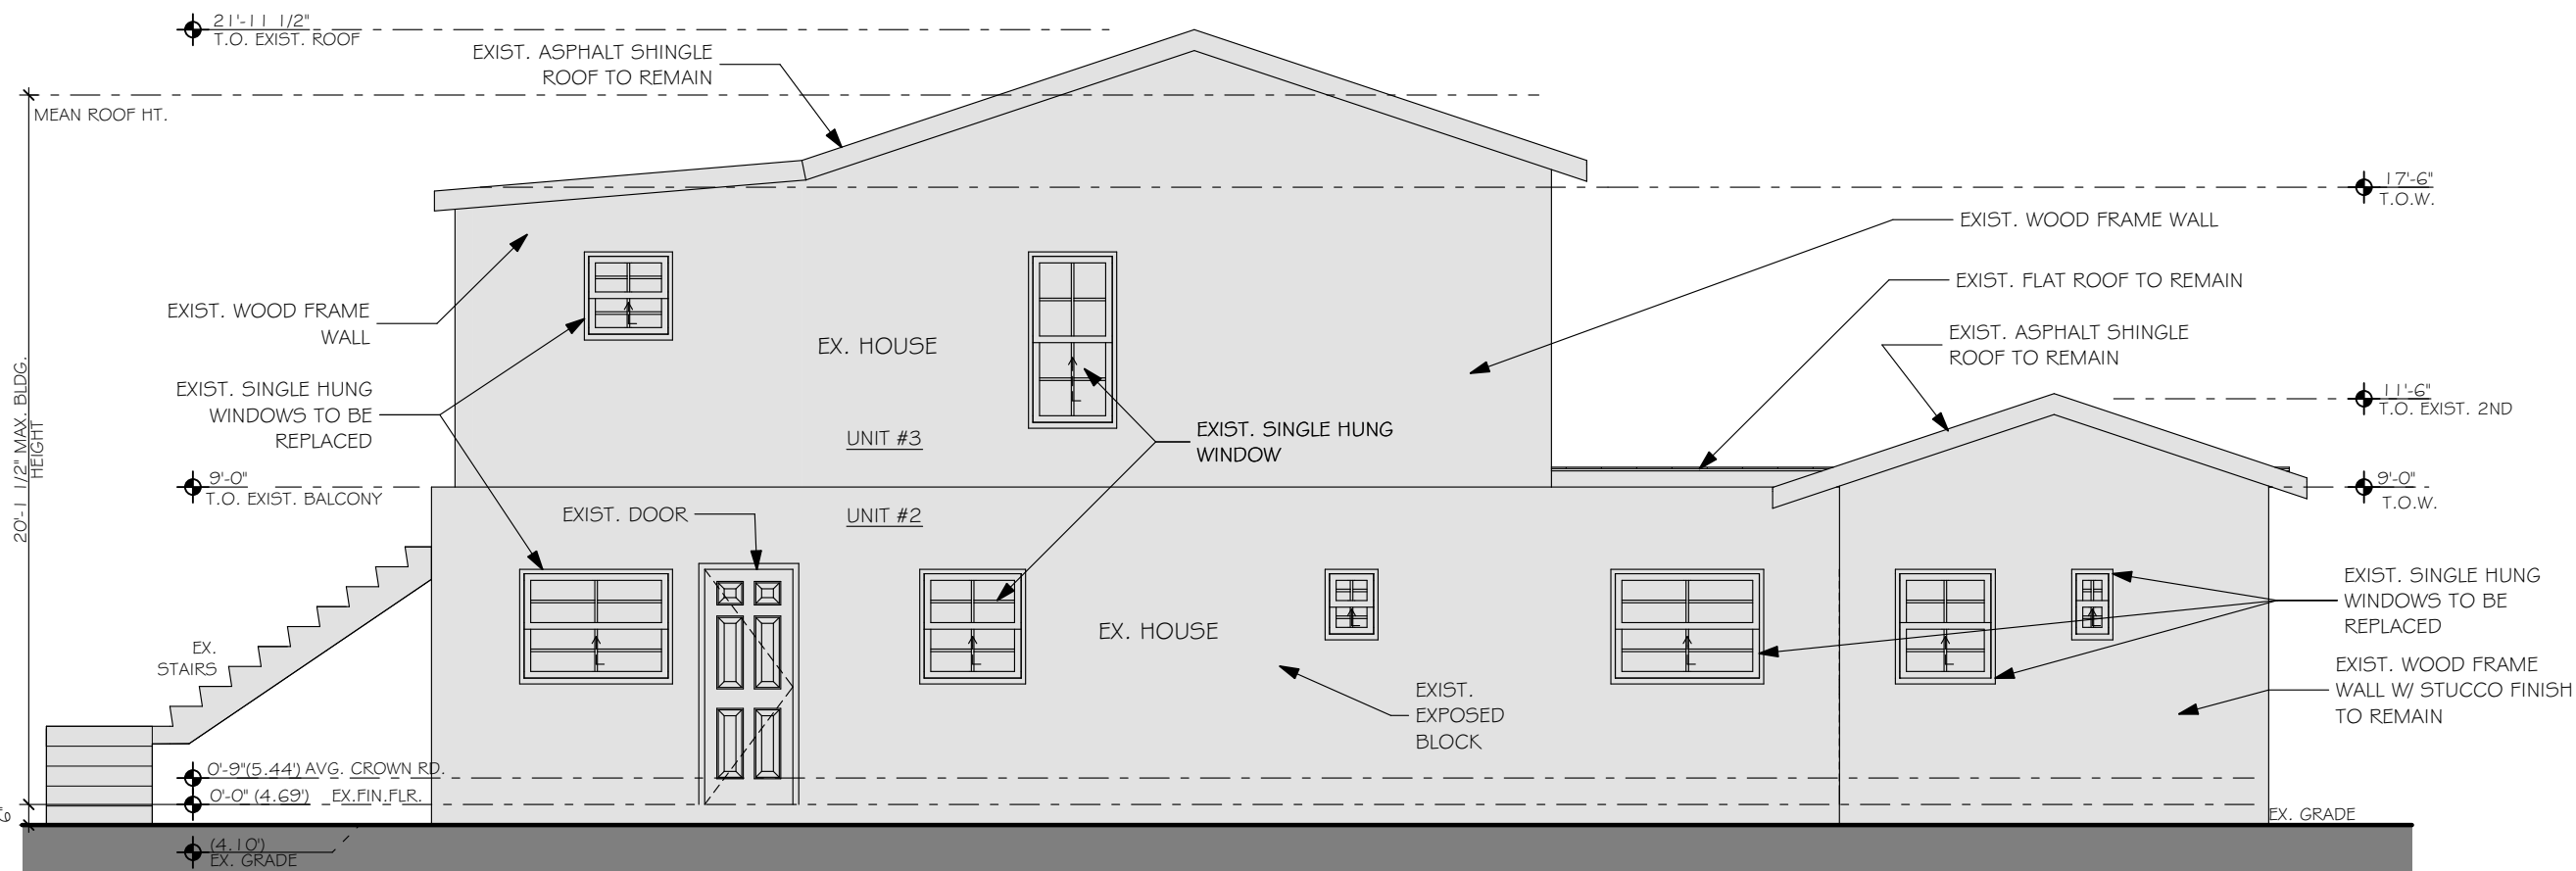 21'-11 1/2"
T.O. EXIST. ROOF
EXIST. ASPHALT SHINGLE
ROOF TO REMAIN
MEAN ROOF HT.
17'-6"
T.O.W.
EXIST. WOOD FRAME WALL
EXIST. FLAT ROOF TO REMAIN
EXIST. WOOD FRAME
WALL
EX. HOUSE
EXIST. ASPHALT SHINGLE
ROOF TO REMAIN
EXIST. SINGLE HUNG
WINDOWS TO BE
REPLACED
11'-6"
T.O. EXIST. 2ND
UNIT #3
EXIST. SINGLE HUNG
WINDOW
20'-1 1/2" MAX. BLDG.
HEIGHT
9'-0"
T.O. EXIST. BALCONY
9'-0"
T.O.W.
EXIST. DOOR
UNIT #2
EX.
STAIRS
EX. HOUSE
EXIST. SINGLE HUNG
WINDOWS TO BE
REPLACED
EXIST.
EXPOSED
BLOCK
EXIST. WOOD FRAME
WALL W/ STUCCO FINISH
TO REMAIN
0'-9"(5.44') AVG. CROWN RD.
0'-0" (4.69') EX.FIN.FLR.
EX. GRADE
(4.10')
EX. GRADE